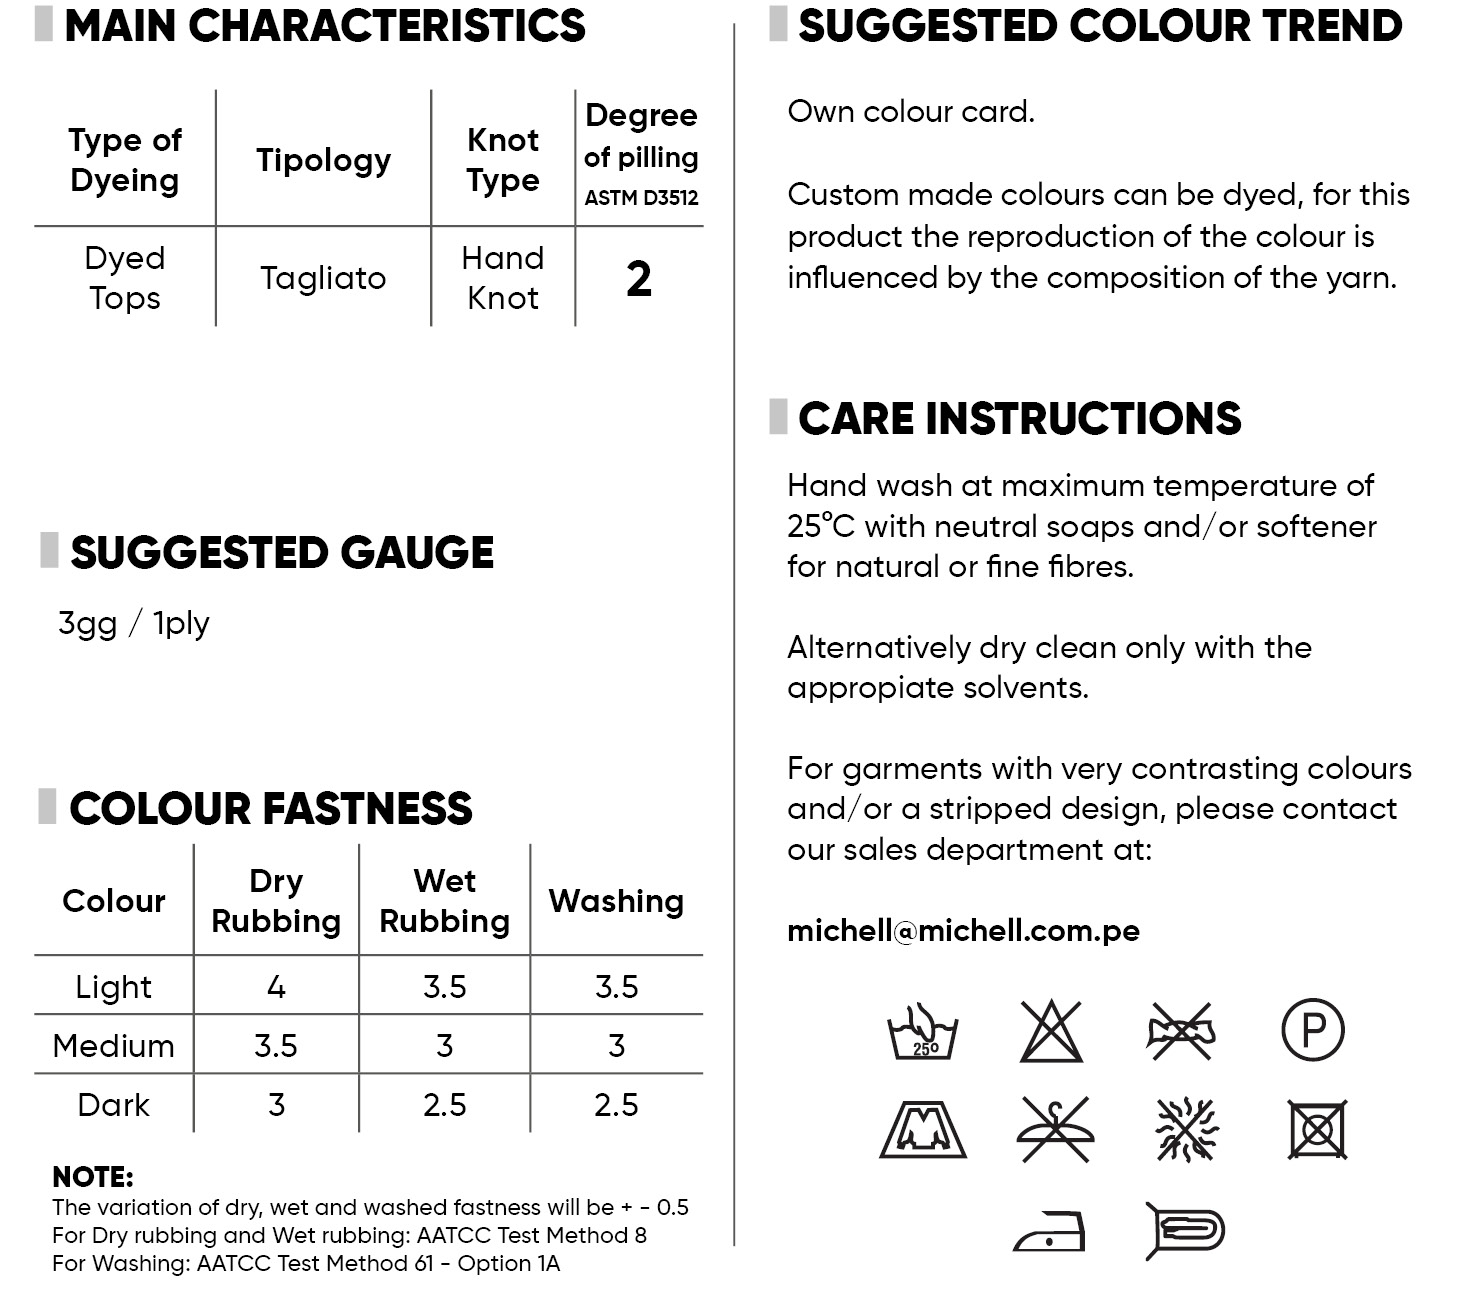 MAIN CHARACTERISTICS
Type of
Dyeing
Tipology
Knot
Type
Degree
of pilling
ASTM D3512
Dyed
Tops
Tagliato
Hand
Knot
2
SUGGESTED GAUGE
3gg / 1ply
COLOUR FASTNESS
Colour
Dry
Rubbing
Wet
Rubbing
Washing
Light 4 3.5 3.5
Medium 3.5 3 3
Dark 3 2.5 2.5
NOTE:
The variation of dry, wet and washed fastness will be + - 0.5
For Dry rubbing and Wet rubbing: AATCC Test Method 8
For Washing: AATCC Test Method 61 - Option 1A
SUGGESTED COLOUR TREND
Own colour card.
Custom made colours can be dyed, for this
product the reproduction of the colour is
influenced by the composition of the yarn.
CARE INSTRUCTIONS
Hand wash at maximum temperature of
25°C with neutral soaps and/or softener
for natural or fine fibres.
Alternatively dry clean only with the
appropiate solvents.
For garments with very contrasting colours
and/or a stripped design, please contact
our sales department at:
michell@michell.com.pe
25º
P